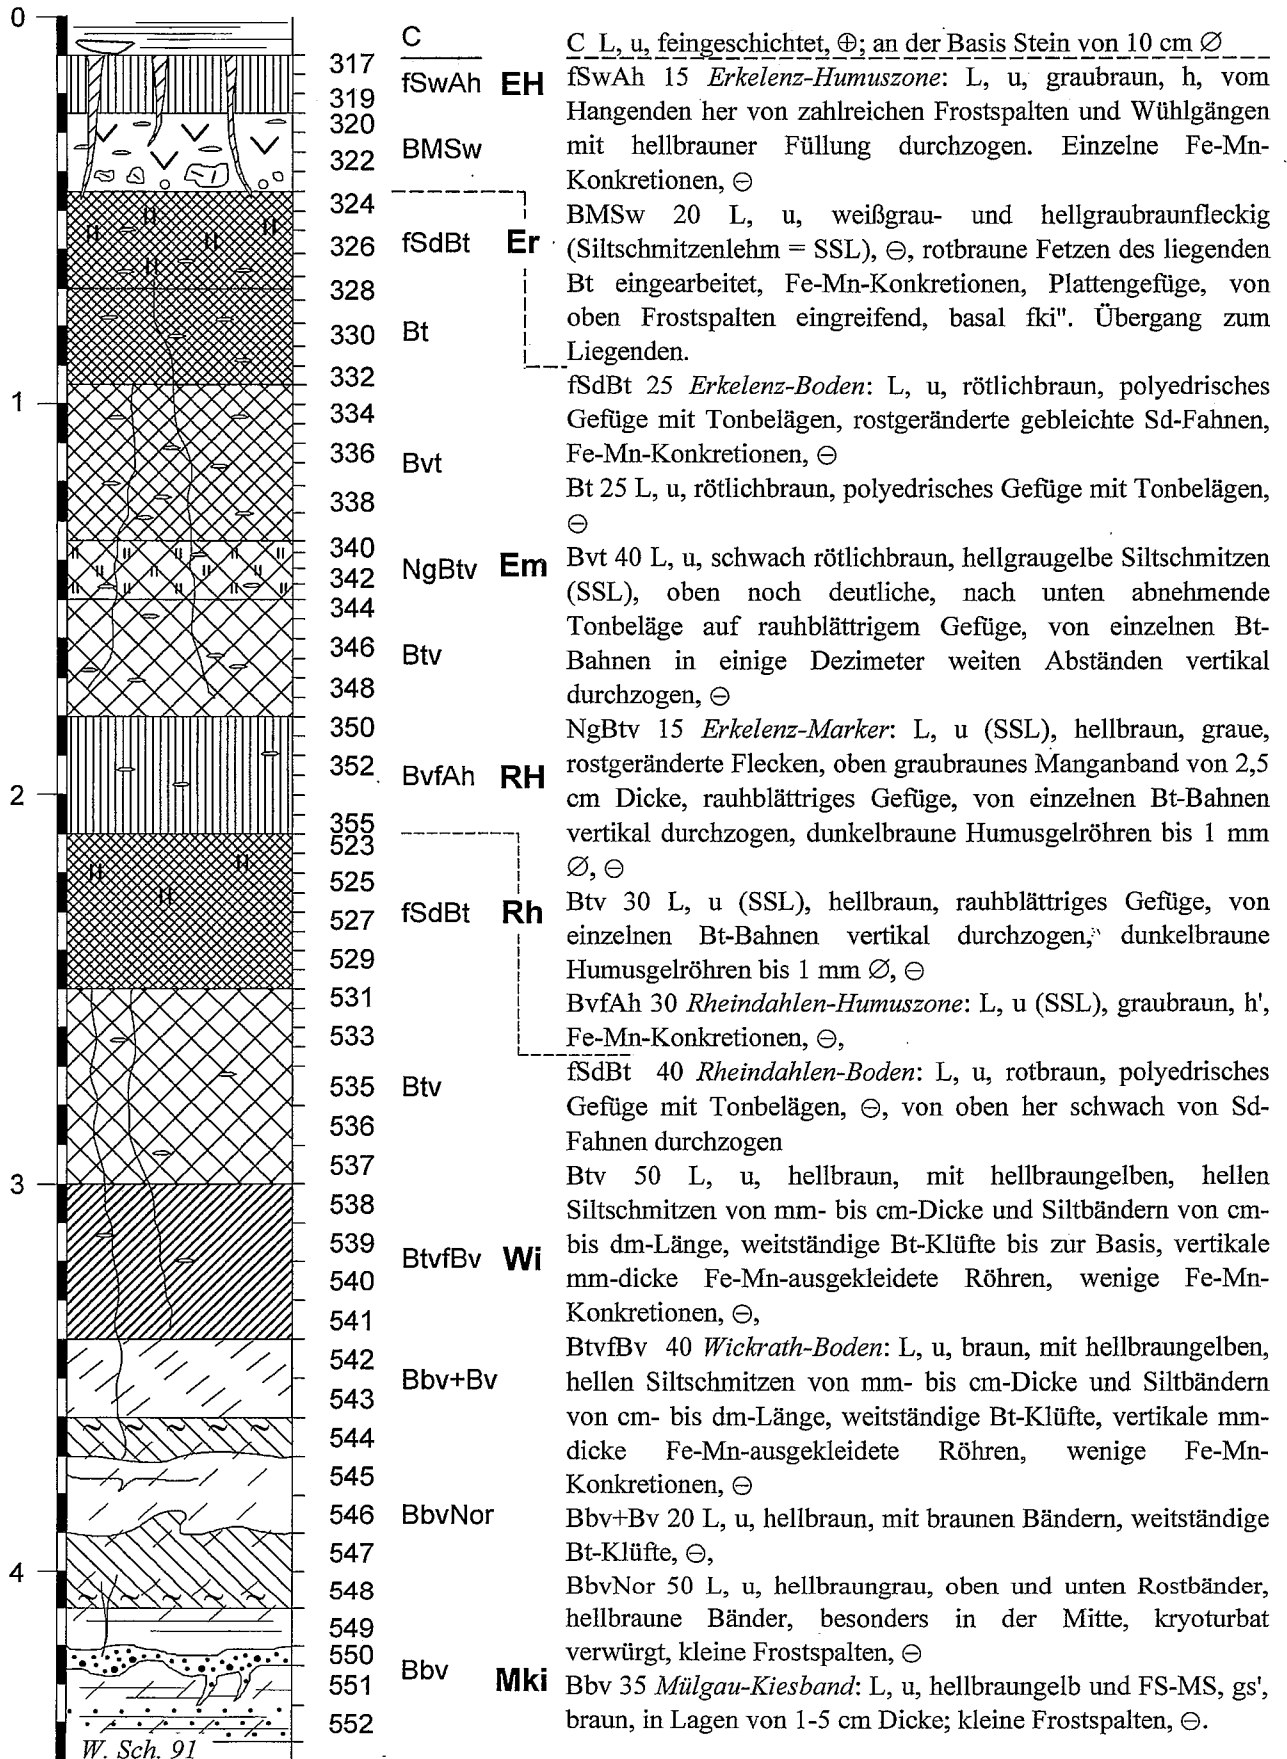 0
1
2
3
4
W. Sch. 91
317
319
320
322
324
326
328
330
332
334
336
338
340
342
344
346
348
350
352
355
523
525
527
529
531
533
535
536
537
538
539
540
541
542
543
544
545
546
547
548
549
550
551
552
C
fSwAh EH
BMSw
fSdBt Er
Bt
Bvt
NgBtv Em
Btv
BvfAh RH
fSdBt Rh
Btv
BtvfBv Wi
Bbv+Bv
BbvNor
Bbv Mki
C L, u, feingeschichtet, ⊕; an der Basis Stein von 10 cm ∅
fSwAh 15 Erkelenz-Humuszone: L, u, graubraun, h, vom
Hangenden her von zahlreichen Frostspalten und Wühlgängen
mit hellbrauner Füllung durchzogen. Einzelne Fe-Mn-
Konkretionen, ⊖
BMSw 20 L, u, weißgrau- und hellgraubraunfleckig
(Siltschmitzenlehm = SSL), ⊖, rotbraune Fetzen des liegenden
Bt eingearbeitet, Fe-Mn-Konkretionen, Plattengefüge, von
oben Frostspalten eingreifend, basal fki". Übergang zum
Liegenden.
fSdBt 25 Erkelenz-Boden: L, u, rötlichbraun, polyedrisches
Gefüge mit Tonbelägen, rostgeränderte gebleichte Sd-Fahnen,
Fe-Mn-Konkretionen, ⊖
Bt 25 L, u, rötlichbraun, polyedrisches Gefüge mit Tonbelägen,
⊖
Bvt 40 L, u, schwach rötlichbraun, hellgraugelbe Siltschmitzen
(SSL), oben noch deutliche, nach unten abnehmende
Tonbeläge auf rauhblättrigem Gefüge, von einzelnen Bt-
Bahnen in einige Dezimeter weiten Abständen vertikal
durchzogen, ⊖
NgBtv 15 Erkelenz-Marker: L, u (SSL), hellbraun, graue,
rostgeränderte Flecken, oben graubraunes Manganband von 2,5
cm Dicke, rauhblättriges Gefüge, von einzelnen Bt-Bahnen
vertikal durchzogen, dunkelbraune Humusgelröhren bis 1 mm
∅, ⊖
Btv 30 L, u (SSL), hellbraun, rauhblättriges Gefüge, von
einzelnen Bt-Bahnen vertikal durchzogen, dunkelbraune
Humusgelröhren bis 1 mm ∅, ⊖
BvfAh 30 Rheindahlen-Humuszone: L, u (SSL), graubraun, h',
Fe-Mn-Konkretionen, ⊖,
fSdBt 40 Rheindahlen-Boden: L, u, rotbraun, polyedrisches
Gefüge mit Tonbelägen, ⊖, von oben her schwach von Sd-
Fahnen durchzogen
Btv 50 L, u, hellbraun, mit hellbraungelben, hellen
Siltschmitzen von mm- bis cm-Dicke und Siltbändern von cm-
bis dm-Länge, weitständige Bt-Klüfte bis zur Basis, vertikale
mm-dicke Fe-Mn-ausgekleidete Röhren, wenige Fe-Mn-
Konkretionen, ⊖,
BtvfBv 40 Wickrath-Boden: L, u, braun, mit hellbraungelben,
hellen Siltschmitzen von mm- bis cm-Dicke und Siltbändern
von cm- bis dm-Länge, weitständige Bt-Klüfte, vertikale mm-
dicke Fe-Mn-ausgekleidete Röhren, wenige Fe-Mn-
Konkretionen, ⊖
Bbv+Bv 20 L, u, hellbraun, mit braunen Bändern, weitständige
Bt-Klüfte, ⊖,
BbvNor 50 L, u, hellbraungrau, oben und unten Rostbänder,
hellbraune Bänder, besonders in der Mitte, kryoturbat
verwürgt, kleine Frostspalten, ⊖
Bbv 35 Mülgau-Kiesband: L, u, hellbraungelb und FS-MS, gs',
braun, in Lagen von 1-5 cm Dicke; kleine Frostspalten, ⊖.